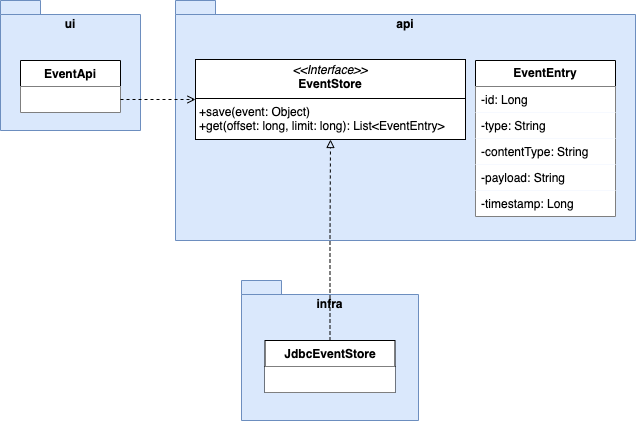 ui
EventApi
api
<<Interface>>
EventStore
+save(event: Object)
+get(offset: long, limit: long): List<EventEntry>
EventEntry
-id: Long
-type: String
-contentType: String
-payload: String
-timestamp: Long
infra
JdbcEventStore